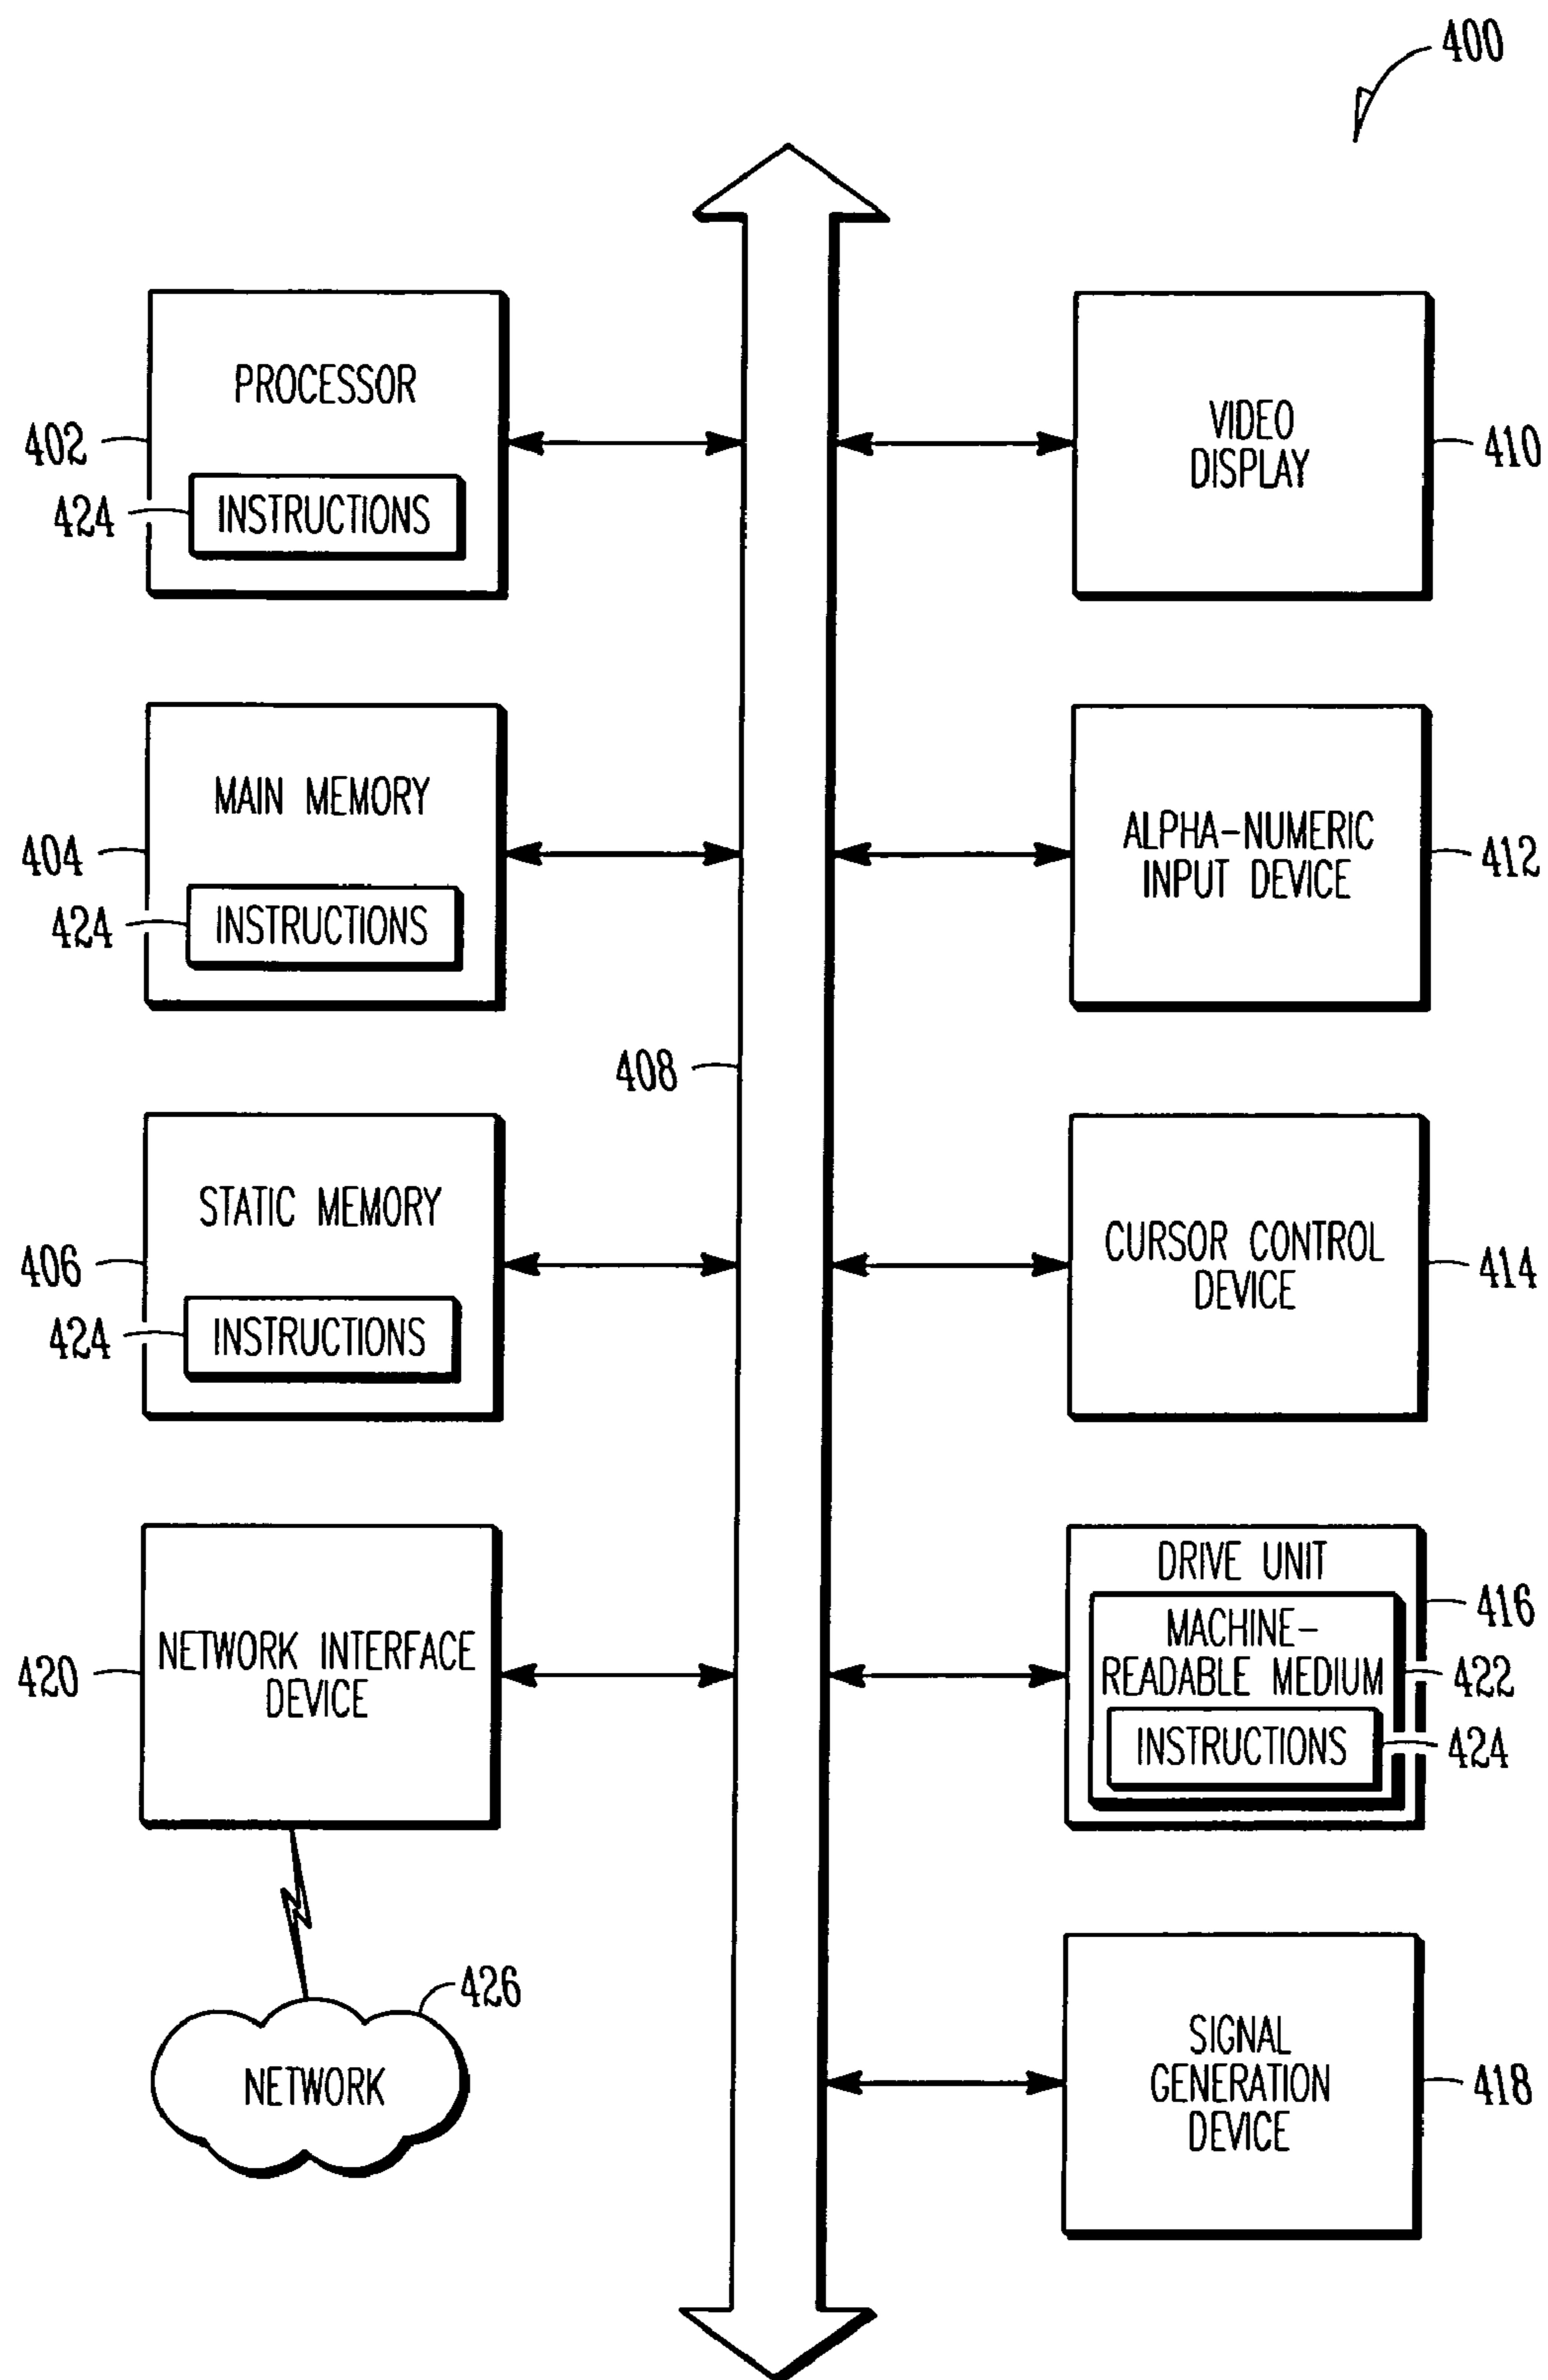 400
PROCESSOR
402
424
INSTRUCTIONS
VIDEO
DISPLAY
410
MAIN MEMORY
404
424
INSTRUCTIONS
ALPHA-NUMERIC
INPUT DEVICE
412
408
STATIC MEMORY
406
424
INSTRUCTIONS
CURSOR CONTROL
DEVICE
414
NETWORK INTERFACE
DEVICE
420
DRIVE UNIT
416
MACHINE-
READABLE MEDIUM
422
INSTRUCTIONS
424
426
NETWORK
SIGNAL
GENERATION
DEVICE
418